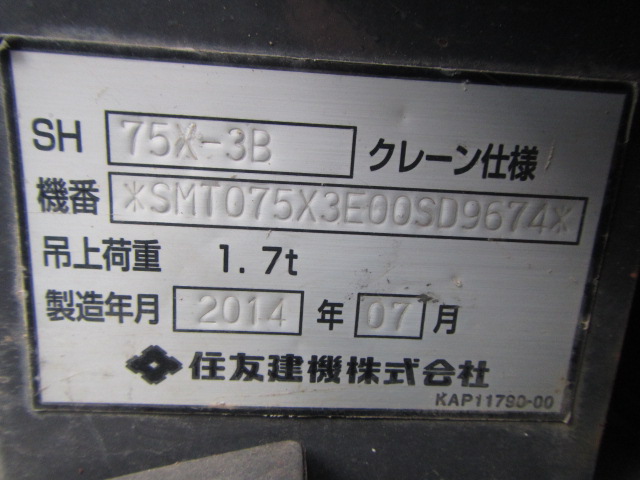 SH 75X-3B クレーン仕様
機番 *SMT075X3E00SD9674*
吊上荷重 1.7t
製造年月 2014 年 07 月
住友建機株式会社
KAP11790-00